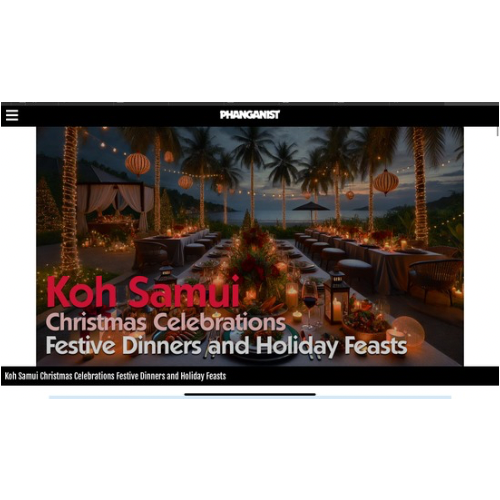 PHANGANIST
Koh Samui
Christmas Celebrations
Festive Dinners and Holiday Feasts
Koh Samui Christmas Celebrations Festive Dinners and Holiday Feasts